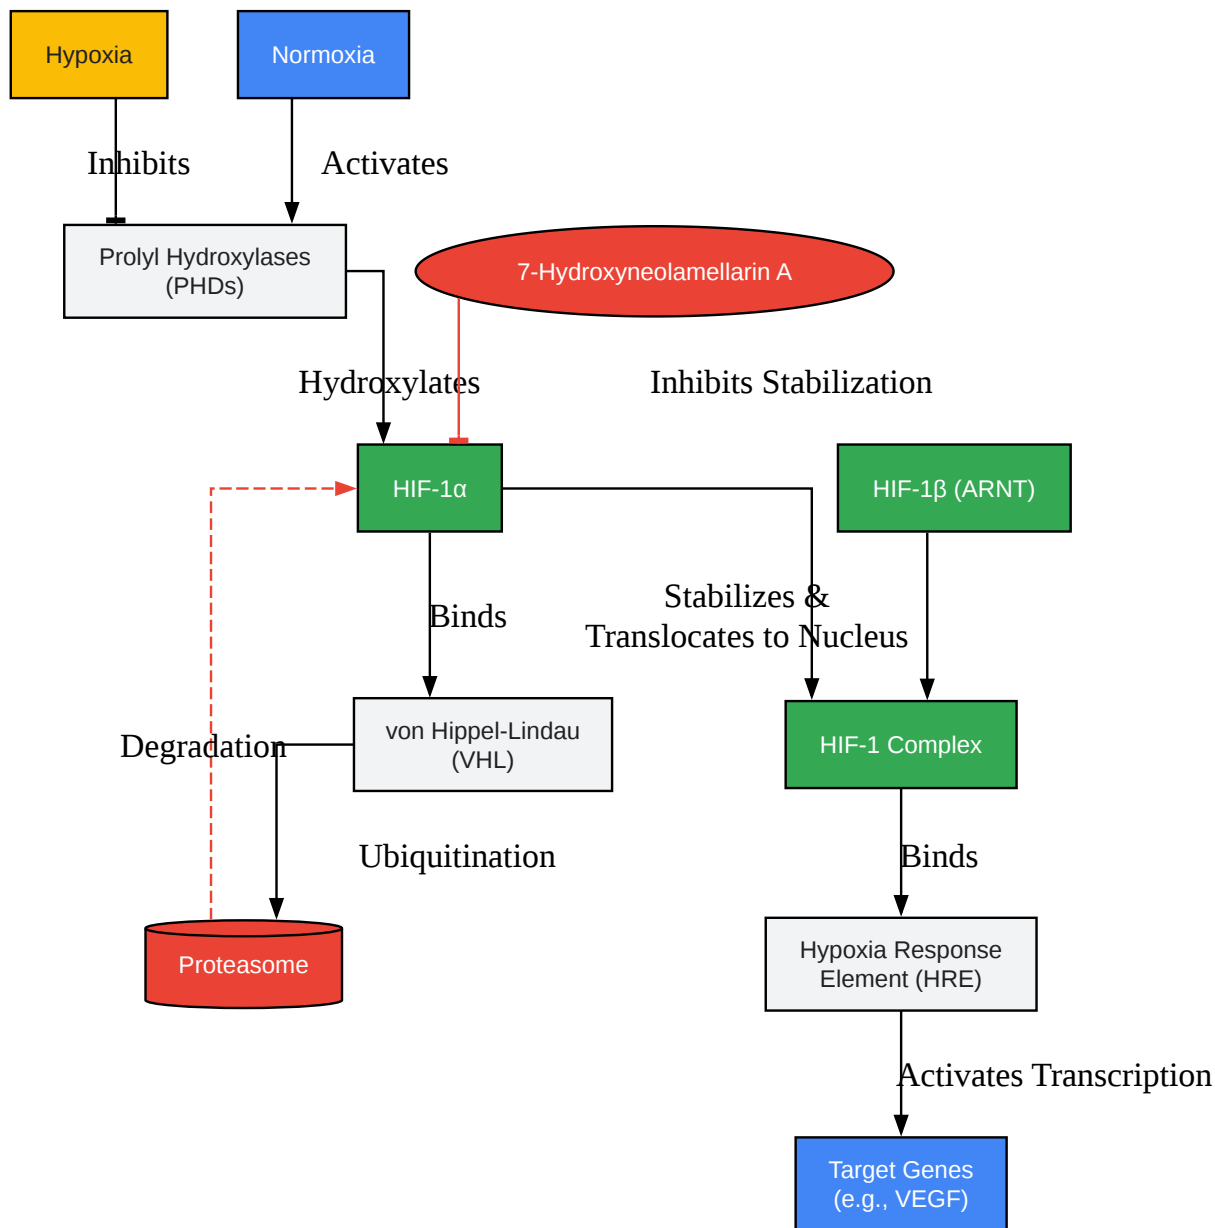 Hypoxia
Normoxia
Inhibits
Activates
Prolyl Hydroxylases
(PHDs)
7-Hydroxyneolamellarin A
Hydroxylates
Inhibits Stabilization
HIF-1α
HIF-1β (ARNT)
Binds
Stabilizes &
Translocates to Nucleus
von Hippel-Lindau
(VHL)
Degradation
HIF-1 Complex
Ubiquitination
Binds
Proteasome
Hypoxia Response
Element (HRE)
Activates Transcription
Target Genes
(e.g., VEGF)